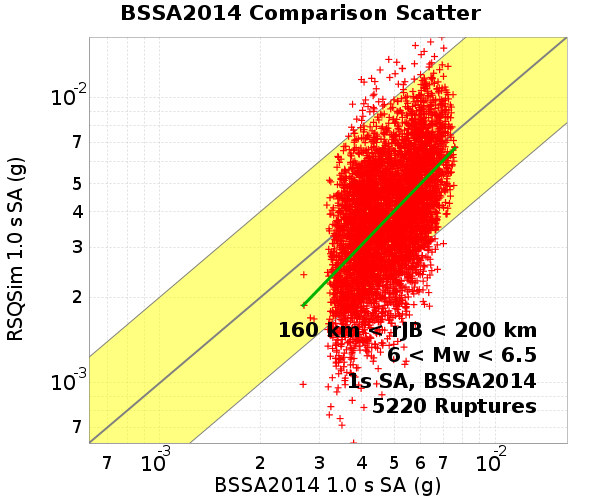 BSSA2014 Comparison Scatter
RSQSim 1.0 s SA (g)
10-2
7
5
4
3
2
10-3
7
160 km < rJB < 200 km
6 < Mw < 6.5
1s SA, BSSA2014
5220 Ruptures
7 10-3 2 3 4 5 6 7 10-2
BSSA2014 1.0 s SA (g)